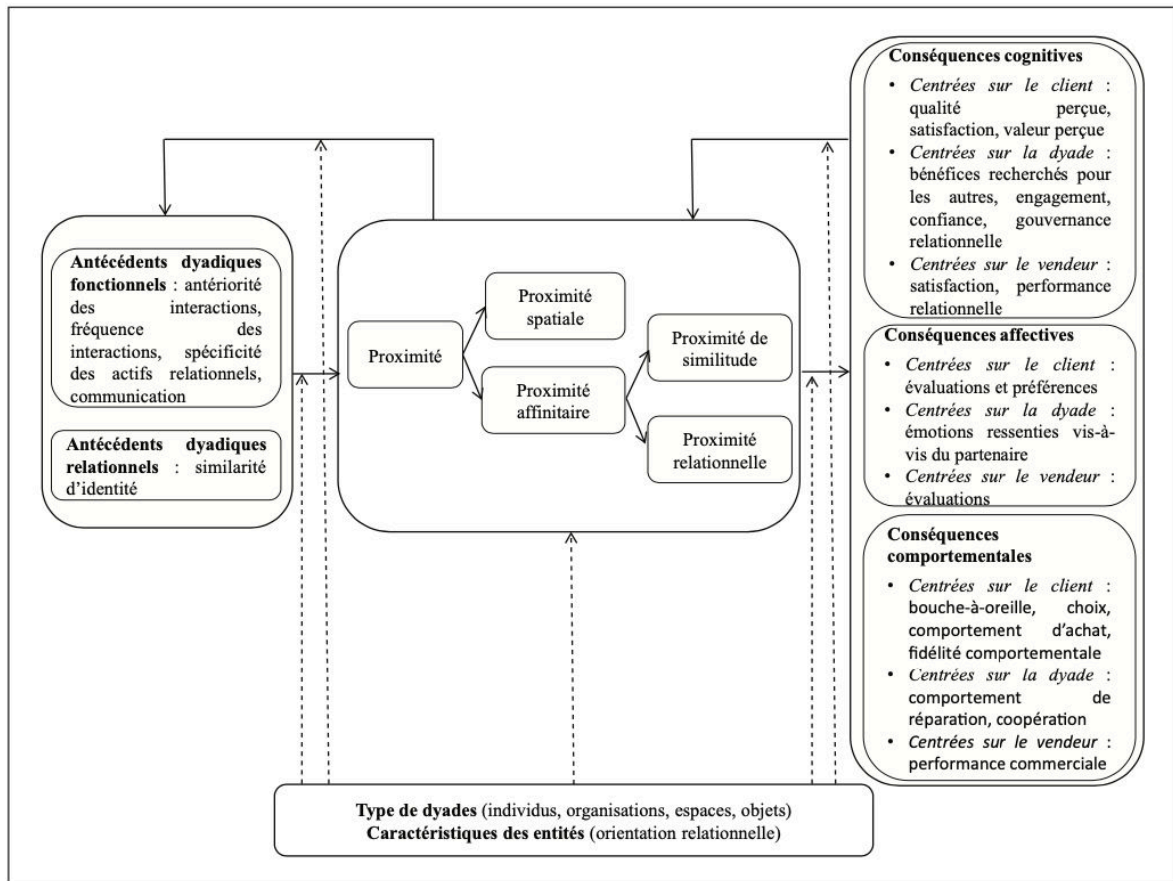 Antécédents dyadiques
fonctionnels : antériorité
des interactions,
fréquence des
interactions, spécificité
des actifs relationnels,
communication
Antécédents dyadiques
relationnels : similarité
d'identité
Proximité
Proximité
spatiale
Proximité
affinitaire
Proximité de
similitude
Proximité
relationnelle
Conséquences cognitives
• Centrées sur le client :
qualité perçue,
satisfaction, valeur perçue
• Centrées sur la dyade :
bénéfices recherchés pour
les autres, engagement,
confiance, gouvernance
relationnelle
• Centrées sur le vendeur :
satisfaction, performance
relationnelle
Conséquences affectives
• Centrées sur le client :
évaluations et préférences
• Centrées sur la dyade :
émotions ressenties vis-à-
vis du partenaire
• Centrées sur le vendeur :
évaluations
Conséquences
comportementales
• Centrées sur le client :
bouche-à-oreille, choix,
comportement d'achat,
fidélité comportementale
• Centrées sur la dyade :
comportement de
réparation, coopération
• Centrées sur le vendeur :
performance commerciale
Type de dyades (individus, organisations, espaces, objets)
Caractéristiques des entités (orientation relationnelle)